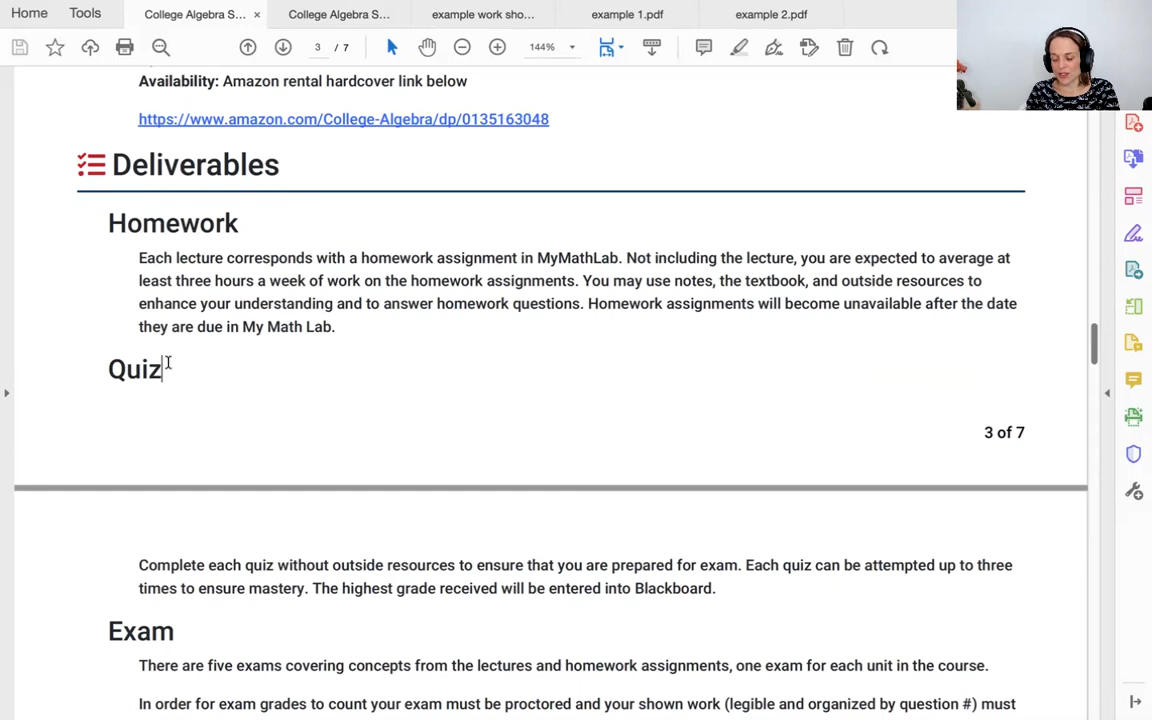 Home Tools College Algebra S... × College Algebra S... example work sho... example 1.pdf example 2.pdf
3 / 7 144%
Availability: Amazon rental hardcover link below
https://www.amazon.com/College-Algebra/dp/0135163048
Deliverables
Homework
Each lecture corresponds with a homework assignment in MyMathLab. Not including the lecture, you are expected to average at
least three hours a week of work on the homework assignments. You may use notes, the textbook, and outside resources to
enhance your understanding and to answer homework questions. Homework assignments will become unavailable after the date
they are due in My Math Lab.
Quiz
3 of 7
Complete each quiz without outside resources to ensure that you are prepared for exam. Each quiz can be attempted up to three
times to ensure mastery. The highest grade received will be entered into Blackboard.
Exam
There are five exams covering concepts from the lectures and homework assignments, one exam for each unit in the course.
In order for exam grades to count your exam must be proctored and your shown work (legible and organized by question #) must